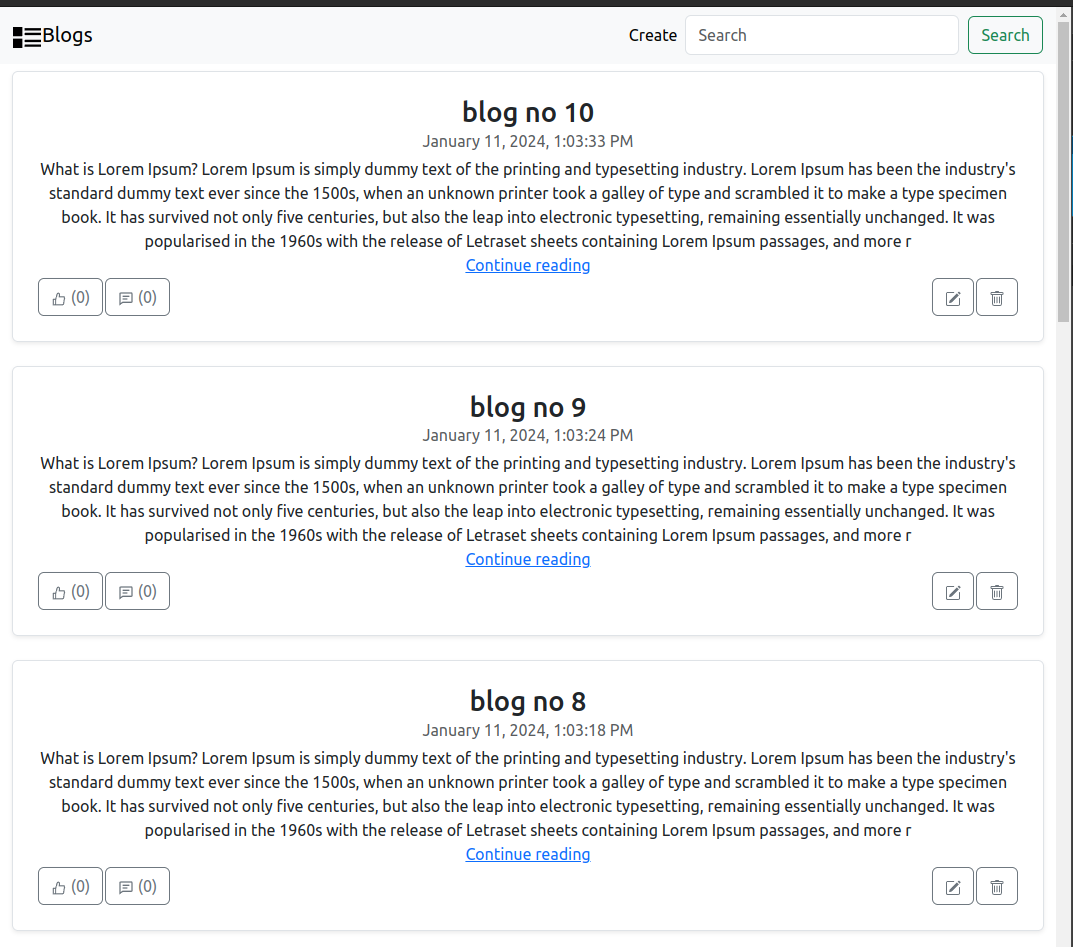 Blogs
Create
Search
Search
blog no 10
January 11, 2024, 1:03:33 PM
What is Lorem Ipsum? Lorem Ipsum is simply dummy text of the printing and typesetting industry. Lorem Ipsum has been the industry's
standard dummy text ever since the 1500s, when an unknown printer took a galley of type and scrambled it to make a type specimen
book. It has survived not only five centuries, but also the leap into electronic typesetting, remaining essentially unchanged. It was
popularised in the 1960s with the release of Letraset sheets containing Lorem Ipsum passages, and more r
Continue reading
(0) (0)
blog no 9
January 11, 2024, 1:03:24 PM
What is Lorem Ipsum? Lorem Ipsum is simply dummy text of the printing and typesetting industry. Lorem Ipsum has been the industry's
standard dummy text ever since the 1500s, when an unknown printer took a galley of type and scrambled it to make a type specimen
book. It has survived not only five centuries, but also the leap into electronic typesetting, remaining essentially unchanged. It was
popularised in the 1960s with the release of Letraset sheets containing Lorem Ipsum passages, and more r
Continue reading
(0) (0)
blog no 8
January 11, 2024, 1:03:18 PM
What is Lorem Ipsum? Lorem Ipsum is simply dummy text of the printing and typesetting industry. Lorem Ipsum has been the industry's
standard dummy text ever since the 1500s, when an unknown printer took a galley of type and scrambled it to make a type specimen
book. It has survived not only five centuries, but also the leap into electronic typesetting, remaining essentially unchanged. It was
popularised in the 1960s with the release of Letraset sheets containing Lorem Ipsum passages, and more r
Continue reading
(0) (0)